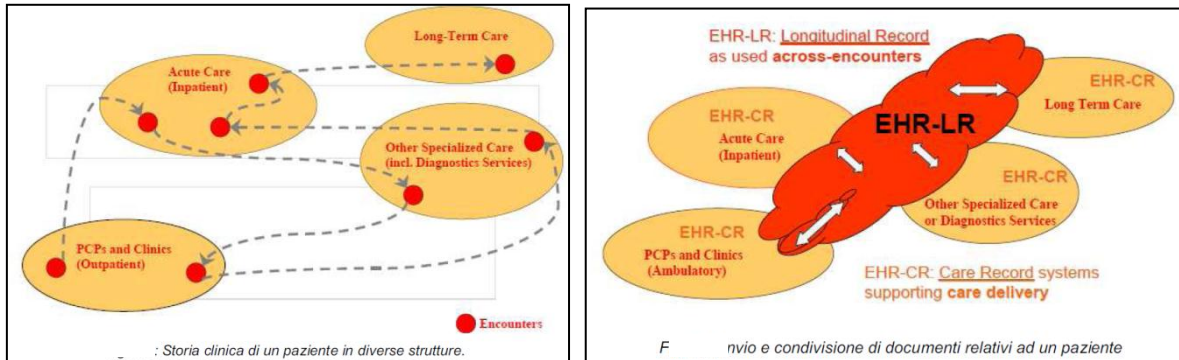 Long-Term Care
Acute Care
(Inpatient)
Other Specialized Care
(incl. Diagnostics Services)
PCPs and Clinics
(Outpatient)
Encounters
: Storia clinica di un paziente in diverse strutture.
EHR-LR: Longitudinal Record
as used across-encounters
EHR-CR
Long Term Care
EHR-CR
Acute Care
(Inpatient)
EHR-LR
EHR-CR
Other Specialized Care
or Diagnostics Services
EHR-CR
PCPs and Clinics
(Ambulatory)
EHR-CR: Care Record systems
supporting care delivery
F nvio e condivisione di documenti relativi ad un paziente